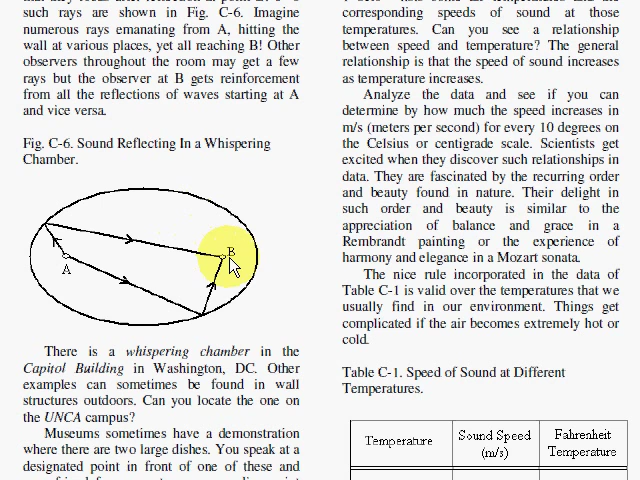 such rays are shown in Fig. C-6. Imagine
numerous rays emanating from A, hitting the
wall at various places, yet all reaching B! Other
observers throughout the room may get a few
rays but the observer at B gets reinforcement
from all the reflections of waves starting at A
and vice versa.
Fig. C-6. Sound Reflecting In a Whispering
Chamber.
B
A
There is a whispering chamber in the
Capitol Building in Washington, DC. Other
examples can sometimes be found in wall
structures outdoors. Can you locate the one on
the UNCA campus?
Museums sometimes have a demonstration
where there are two large dishes. You speak at a
designated point in front of one of these and
corresponding speeds of sound at those
temperatures. Can you see a relationship
between speed and temperature? The general
relationship is that the speed of sound increases
as temperature increases.
Analyze the data and see if you can
determine by how much the speed increases in
m/s (meters per second) for every 10 degrees on
the Celsius or centigrade scale. Scientists get
excited when they discover such relationships in
data. They are fascinated by the recurring order
and beauty found in nature. Their delight in
such order and beauty is similar to the
appreciation of balance and grace in a
Rembrandt painting or the experience of
harmony and elegance in a Mozart sonata.
The nice rule incorporated in the data of
Table C-1 is valid over the temperatures that we
usually find in our environment. Things get
complicated if the air becomes extremely hot or
cold.
Table C-1. Speed of Sound at Different
Temperatures.
Temperature
Sound Speed
(m/s)
Fahrenheit
Temperature